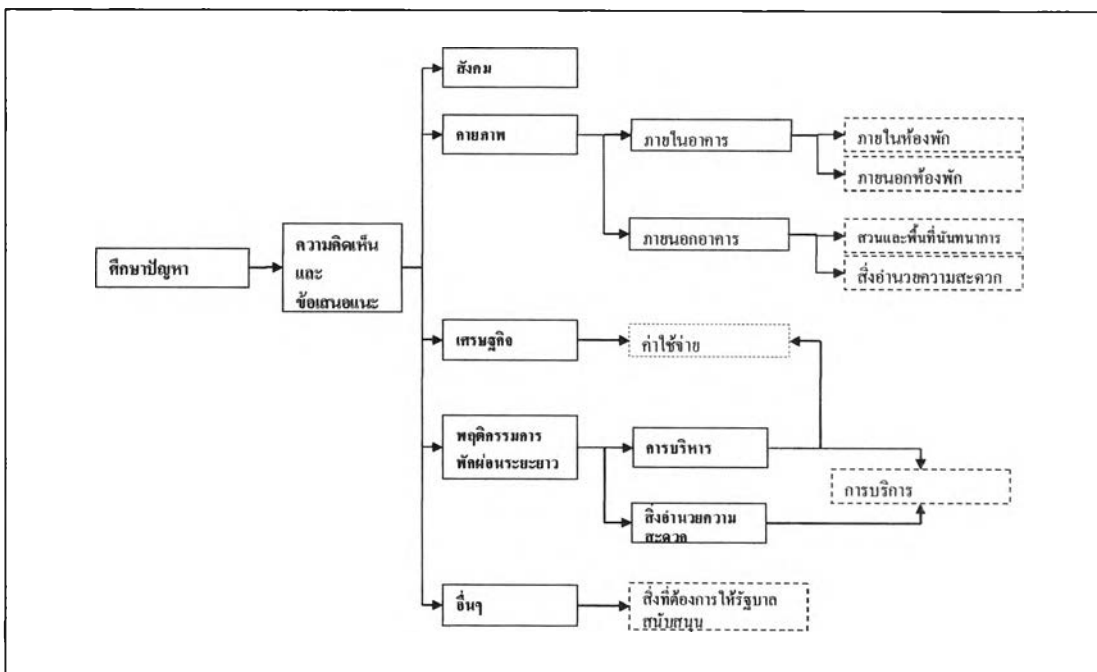 สังคม
กายภาพ
ภายในอาคาร
ภายในห้องพัก
ภายนอกห้องพัก
ภายนอกอาคาร
สวนและพื้นที่นันทนาการ
สิ่งอำนวยความสะดวก
ศึกษาปัญหา
ความคิดเห็น
และ
ข้อเสนอแนะ
เศรษฐกิจ
ค่าใช้จ่าย
พฤติกรรมการ
พักผ่อนระยะยาว
การบริหาร
การบริการ
สิ่งอำนวยความ
สะดวก
อื่นๆ
สิ่งที่ต้องการให้รัฐบาล
สนับสนุน